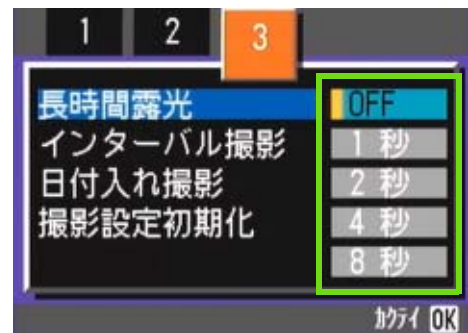 1 2 3
長時間露光 OFF
インターバル撮影 1 秒
日付入れ撮影 2 秒
撮影設定初期化 4 秒
8 秒
ｶｸﾃｲ OK